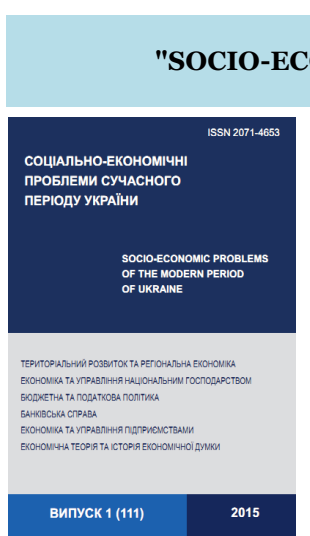 "SOCIO-EC
ISSN 2071-4653
СОЦІАЛЬНО-ЕКОНОМІЧНІ
ПРОБЛЕМИ СУЧАСНОГО
ПЕРІОДУ УКРАЇНИ
SOCIO-ECONOMIC PROBLEMS
OF THE MODERN PERIOD
OF UKRAINE
ТЕРИТОРІАЛЬНИЙ РОЗВИТОК ТА РЕГІОНАЛЬНА ЕКОНОМІКА
ЕКОНОМІКА ТА УПРАВЛІННЯ НАЦІОНАЛЬНИМ ГОСПОДАРСТВОМ
БЮДЖЕТНА ТА ПОДАТКОВА ПОЛІТИКА
БАНКІВСЬКА СПРАВА
ЕКОНОМІКА ТА УПРАВЛІННЯ ПІДПРИЄМСТВАМИ
ЕКОНОМІЧНА ТЕОРІЯ ТА ІСТОРІЯ ЕКОНОМІЧНОЇ ДУМКИ
ВИПУСК 1 (111) 2015